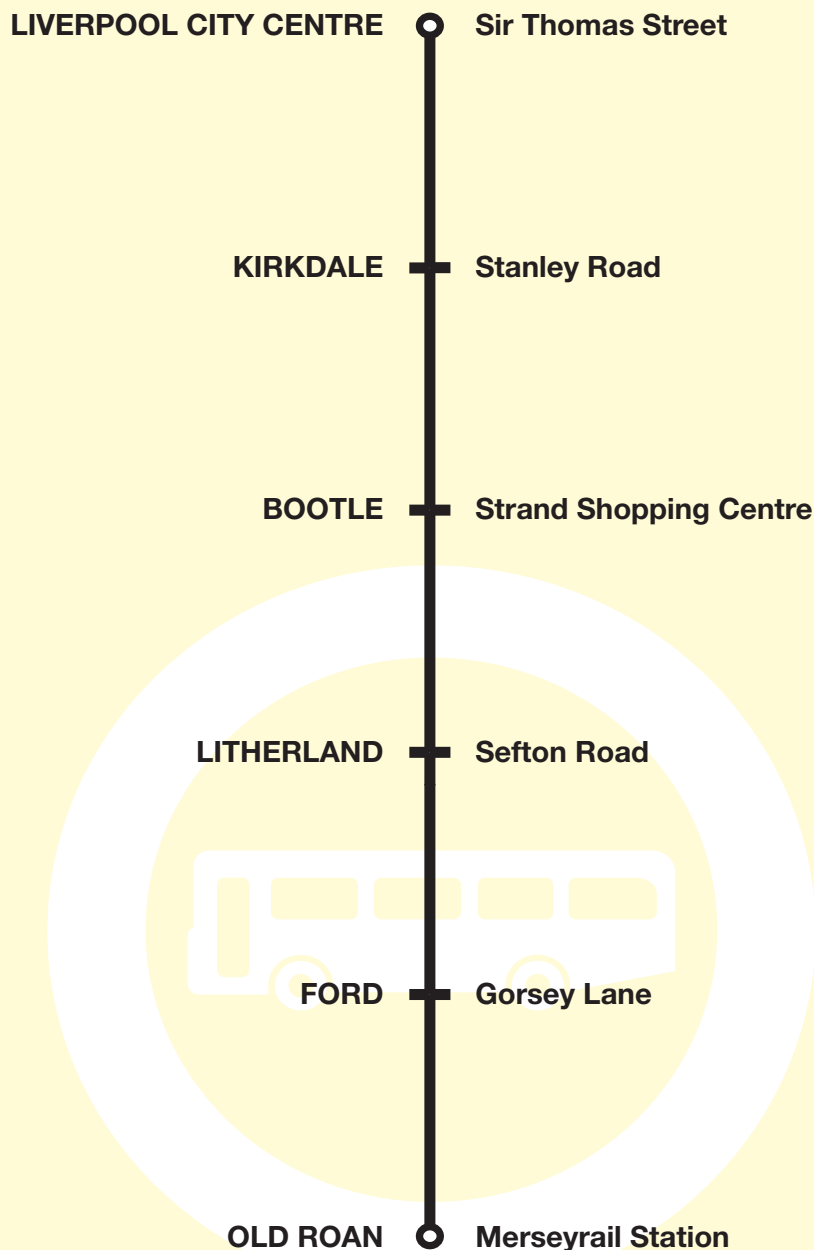 LIVERPOOL CITY CENTRE Sir Thomas Street
KIRKDALE Stanley Road
BOOTLE Strand Shopping Centre
LITHERLAND Sefton Road
FORD Gorsey Lane
OLD ROAN Merseyrail Station